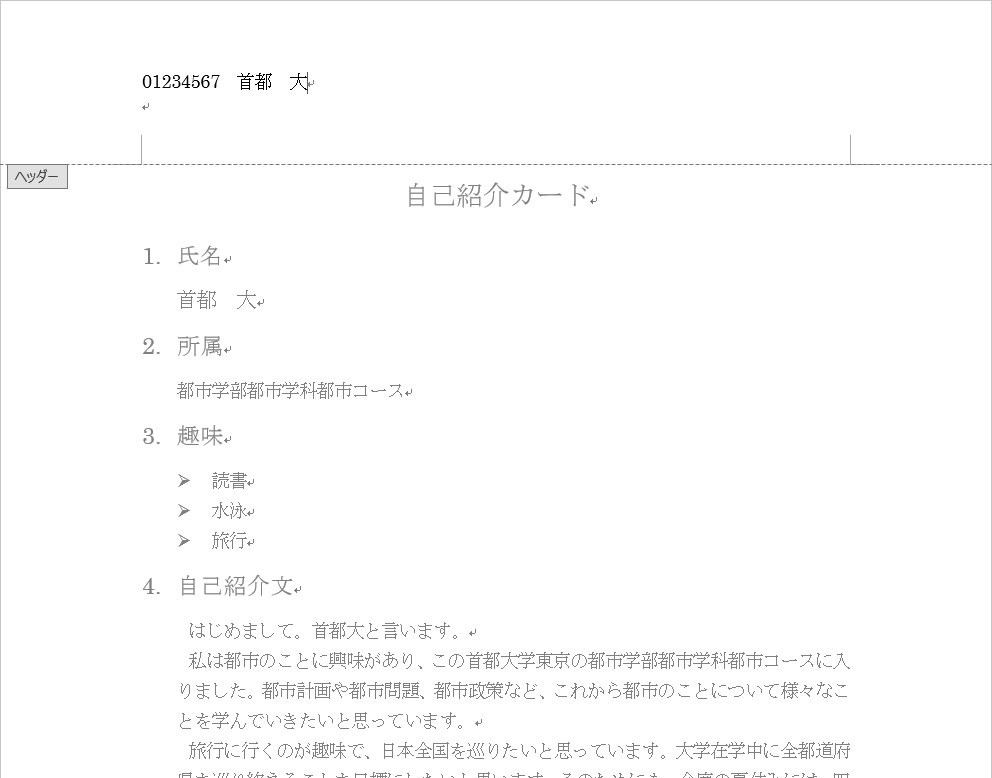 01234567　首都　大
ヘッダー
自己紹介カード
1. 氏名
首都　大
2. 所属
都市学部都市学科都市コース
3. 趣味
➢ 読書
➢ 水泳
➢ 旅行
4. 自己紹介文
はじめまして。首都大と言います。
私は都市のことに興味があり、この首都大学東京の都市学部都市学科都市コースに入
りました。都市計画や都市問題、都市政策など、これから都市のことについて様々なこ
とを学んでいきたいと思っています。
旅行に行くのが趣味で、日本全国を巡りたいと思っています。大学在学中に全都道府